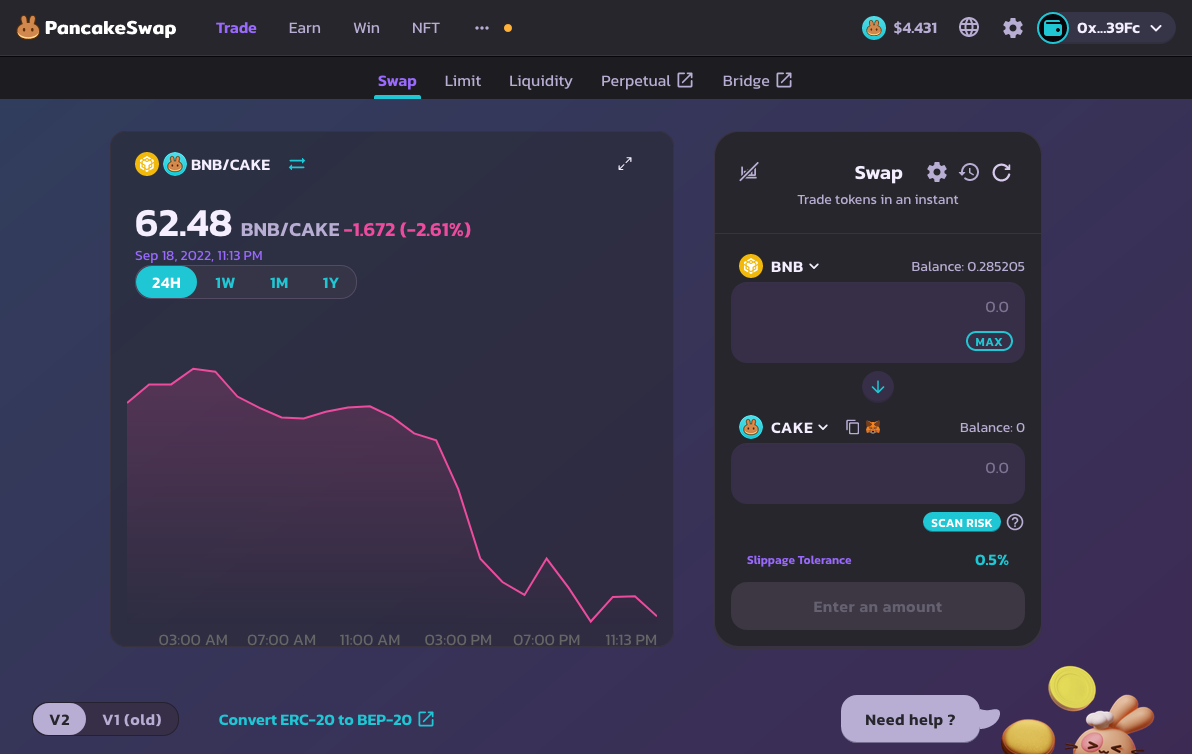 PancakeSwap Trade Earn Win NFT $4.431 0x...39Fc
Swap Limit Liquidity Perpetual Bridge
BNB/CAKE
62.48 BNB/CAKE -1.672 (-2.61%)
Sep 18, 2022, 11:13 PM
24H 1W 1M 1Y
03:00 AM 07:00 AM 11:00 AM 03:00 PM 07:00 PM 11:13 PM
Swap
Trade tokens in an instant
BNB Balance: 0.285205
0.0
MAX
CAKE Balance: 0
0.0
SCAN RISK
Slippage Tolerance 0.5%
Enter an amount
V2 V1 (old) Convert ERC-20 to BEP-20
Need help ?